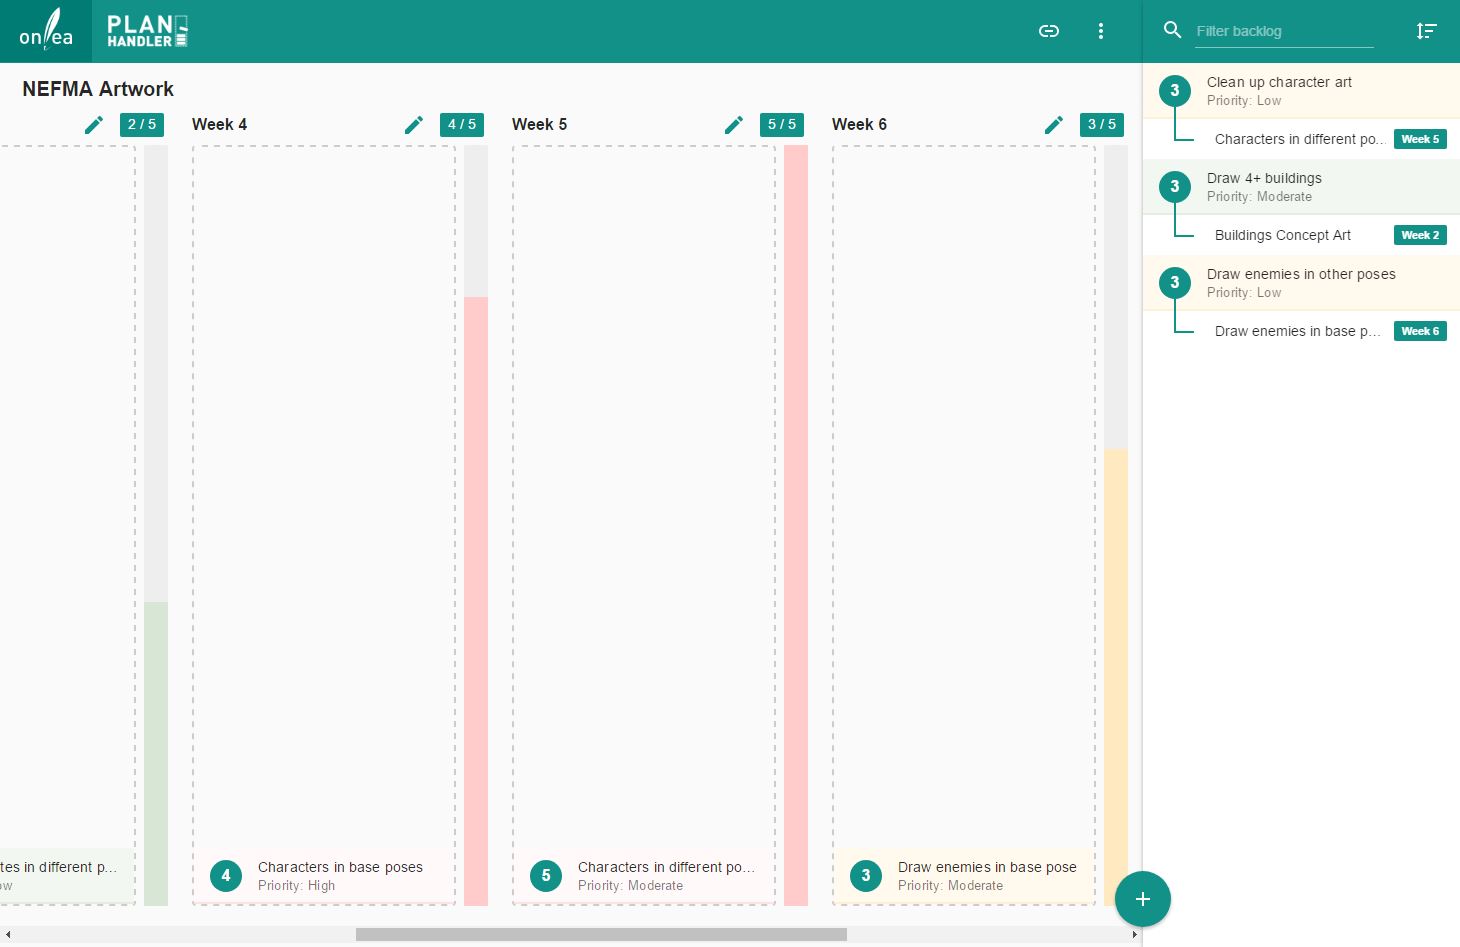 onlea
PLAN
HANDLER
Filter backlog
NEFMA Artwork
2 / 5
Week 4
4 / 5
Week 5
5 / 5
Week 6
3 / 5
tes in different p...
ow
4
Characters in base poses
Priority: High
5
Characters in different po...
Priority: Moderate
3
Draw enemies in base pose
Priority: Moderate
3
Clean up character art
Priority: Low
Characters in different po...
Week 5
3
Draw 4+ buildings
Priority: Moderate
Buildings Concept Art
Week 2
3
Draw enemies in other poses
Priority: Low
Draw enemies in base p...
Week 6
+